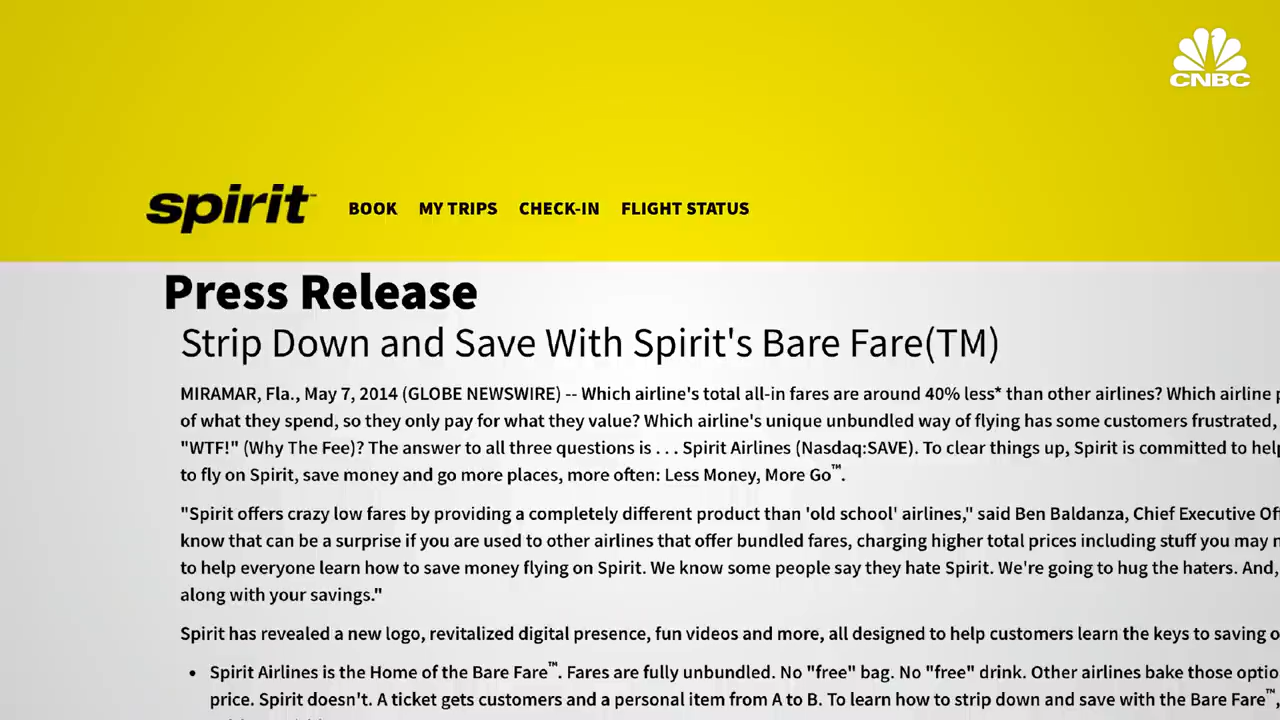 CNBC
spirit™
BOOK MY TRIPS CHECK-IN FLIGHT STATUS
Press Release
Strip Down and Save With Spirit's Bare Fare(TM)
MIRAMAR, Fla., May 7, 2014 (GLOBE NEWSWIRE) -- Which airline's total all-in fares are around 40% less* than other airlines? Which airline
of what they spend, so they only pay for what they value? Which airline's unique unbundled way of flying has some customers frustrated,
"WTF!" (Why The Fee)? The answer to all three questions is . . . Spirit Airlines (Nasdaq:SAVE). To clear things up, Spirit is committed to
to fly on Spirit, save money and go more places, more often: Less Money, More Go™.
"Spirit offers crazy low fares by providing a completely different product than 'old school' airlines," said Ben Baldanza, Chief Executive
know that can be a surprise if you are used to other airlines that offer bundled fares, charging higher total prices including stuff you may
to help everyone learn how to save money flying on Spirit. We know some people say they hate Spirit. We're going to hug the haters. And,
along with your savings."
Spirit has revealed a new logo, revitalized digital presence, fun videos and more, all designed to help customers learn the keys to saving
• Spirit Airlines is the Home of the Bare Fare™. Fares are fully unbundled. No "free" bag. No "free" drink. Other airlines bake those
price. Spirit doesn't. A ticket gets customers and a personal item from A to B. To learn how to strip down and save with the Bare Fare™,